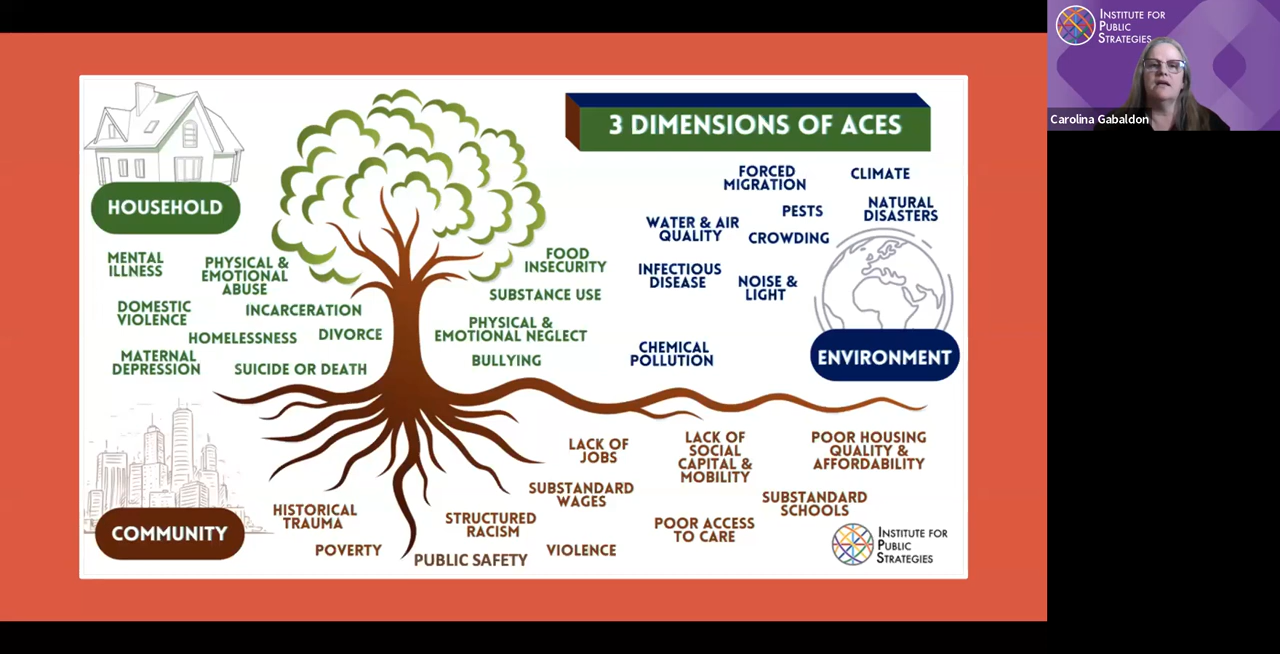 3 DIMENSIONS OF ACES
HOUSEHOLD
MENTAL
ILLNESS
PHYSICAL &
EMOTIONAL
ABUSE
DOMESTIC
VIOLENCE
INCARCERATION
HOMELESSNESS
DIVORCE
MATERNAL
DEPRESSION
SUICIDE OR DEATH
FOOD
INSECURITY
SUBSTANCE USE
PHYSICAL &
EMOTIONAL NEGLECT
BULLYING
FORCED
MIGRATION
CLIMATE
PESTS
NATURAL
DISASTERS
WATER & AIR
QUALITY
CROWDING
INFECTIOUS
DISEASE
NOISE &
LIGHT
CHEMICAL
POLLUTION
ENVIRONMENT
COMMUNITY
HISTORICAL
TRAUMA
POVERTY
STRUCTURED
RACISM
PUBLIC SAFETY
LACK OF
JOBS
SUBSTANDARD
WAGES
VIOLENCE
LACK OF
SOCIAL
CAPITAL &
MOBILITY
POOR ACCESS
TO CARE
POOR HOUSING
QUALITY &
AFFORDABILITY
SUBSTANDARD
SCHOOLS
INSTITUTE FOR
PUBLIC
STRATEGIES
INSTITUTE FOR
PUBLIC
STRATEGIES
Carolina Gabaldon